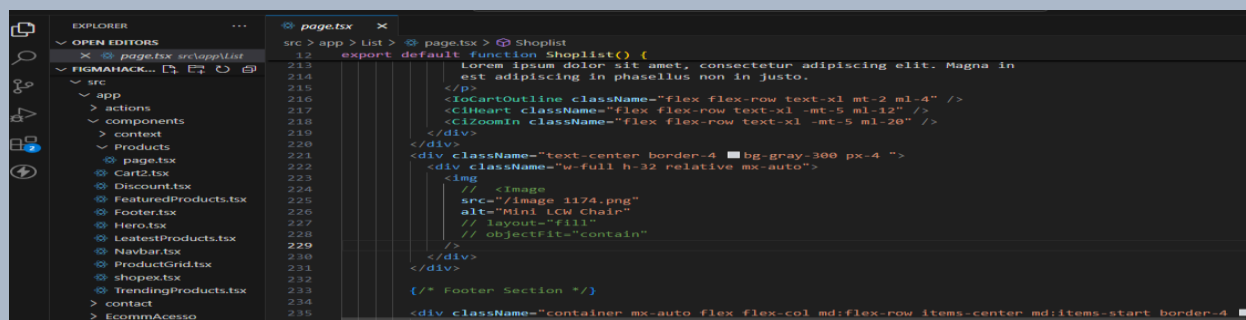 EXPLORER
OPEN EDITORS
page.tsx src\app\List
FIGMAHACK...
src
app
actions
components
context
Products
page.tsx
Cart2.tsx
Discount.tsx
FeaturedProducts.tsx
Footer.tsx
Hero.tsx
LeatestProducts.tsx
Navbar.tsx
ProductGrid.tsx
shopex.tsx
TrendingProducts.tsx
contact
EcommAcesso
2
page.tsx
src > app > List > page.tsx > Shoplist
12 export default function Shoplist() {
213 Lorem ipsum dolor sit amet, consectetur adipiscing elit. Magna in
214 est adipiscing in phasellus non in justo.
215 </p>
216 <IoCartOutline className="flex flex-row text-xl mt-2 ml-4" />
217 <CiHeart className="flex flex-row text-xl -mt-5 ml-12" />
218 <CiZoomIn className="flex flex-row text-xl -mt-5 ml-20" />
219 </div>
220 </div>
221 <div className="text-center border-4 bg-gray-300 px-4 ">
222 <div className="w-full h-32 relative mx-auto">
223 <img
224 // <Image
225 src="/image 1174.png"
226 alt="Mini LCW Chair"
227 // layout="fill"
228 // objectFit="contain"
229 />
230 </div>
231 </div>
232
233 {/* Footer Section */}
234
235 <div className="container mx-auto flex flex-col md:flex-row items-center md:items-start border-4